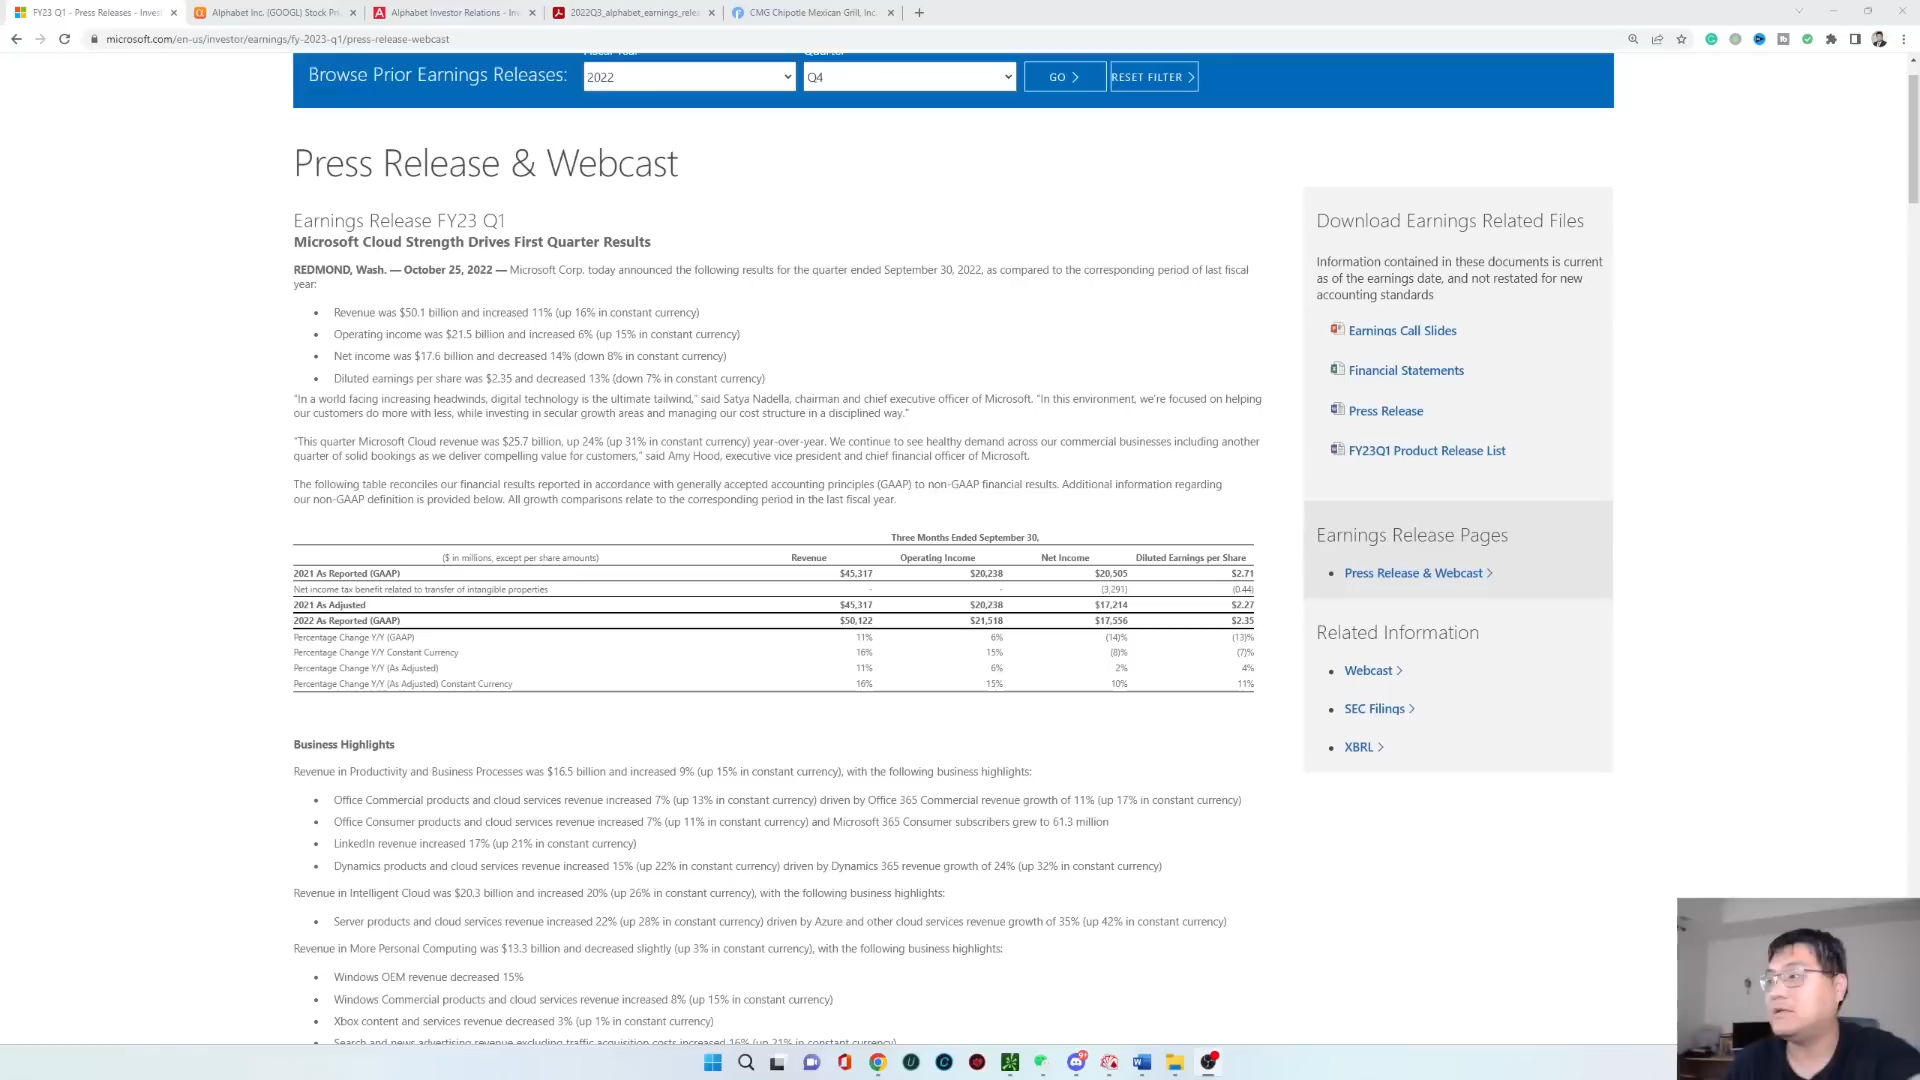 FY23 Q1 - Press Releases - Inves
Alphabet Inc. (GOOGL) Stock Pri
Alphabet Investor Relations - Inv
2022Q3_alphabet_earnings_relea
CMG Chipotle Mexican Grill, Inc.
microsoft.com/en-us/investor/earnings/fy-2023-q1/press-release-webcast
Browse Prior Earnings Releases:
2022
Q4
GO
RESET FILTER
Press Release & Webcast
Earnings Release FY23 Q1
Microsoft Cloud Strength Drives First Quarter Results
REDMOND, Wash. — October 25, 2022 — Microsoft Corp. today announced the following results for the quarter ended September 30, 2022, as compared to the corresponding period of last fiscal
year:
• Revenue was $50.1 billion and increased 11% (up 16% in constant currency)
• Operating income was $21.5 billion and increased 6% (up 15% in constant currency)
• Net income was $17.6 billion and decreased 14% (down 8% in constant currency)
• Diluted earnings per share was $2.35 and decreased 13% (down 7% in constant currency)
"In a world facing increasing headwinds, digital technology is the ultimate tailwind," said Satya Nadella, chairman and chief executive officer of Microsoft. "In this environment, we're focused on helping
our customers do more with less, while investing in secular growth areas and managing our cost structure in a disciplined way."
"This quarter Microsoft Cloud revenue was $25.7 billion, up 24% (up 31% in constant currency) year-over-year. We continue to see healthy demand across our commercial businesses including another
quarter of solid bookings as we deliver compelling value for customers," said Amy Hood, executive vice president and chief financial officer of Microsoft.
The following table reconciles our financial results reported in accordance with generally accepted accounting principles (GAAP) to non-GAAP financial results. Additional information regarding
our non-GAAP definition is provided below. All growth comparisons relate to the corresponding period in the last fiscal year.
Three Months Ended September 30,
($ in millions, except per share amounts) Revenue Operating Income Net Income Diluted Earnings per Share
2021 As Reported (GAAP) $45,317 $20,238 $20,505 $2.71
Net income tax benefit related to transfer of intangible properties - - (3,291) (0.44)
2021 As Adjusted $45,317 $20,238 $17,214 $2.27
2022 As Reported (GAAP) $50,122 $21,518 $17,556 $2.35
Percentage Change Y/Y (GAAP) 11% 6% (14)% (13)%
Percentage Change Y/Y Constant Currency 16% 15% (8)% (7)%
Percentage Change Y/Y (As Adjusted) 11% 6% 2% 4%
Percentage Change Y/Y (As Adjusted) Constant Currency 16% 15% 10% 11%
Business Highlights
Revenue in Productivity and Business Processes was $16.5 billion and increased 9% (up 15% in constant currency), with the following business highlights:
• Office Commercial products and cloud services revenue increased 7% (up 13% in constant currency) driven by Office 365 Commercial revenue growth of 11% (up 17% in constant currency)
• Office Consumer products and cloud services revenue increased 7% (up 11% in constant currency) and Microsoft 365 Consumer subscribers grew to 61.3 million
• LinkedIn revenue increased 17% (up 21% in constant currency)
• Dynamics products and cloud services revenue increased 15% (up 22% in constant currency) driven by Dynamics 365 revenue growth of 24% (up 32% in constant currency)
Revenue in Intelligent Cloud was $20.3 billion and increased 20% (up 26% in constant currency), with the following business highlights:
• Server products and cloud services revenue increased 22% (up 28% in constant currency) driven by Azure and other cloud services revenue growth of 35% (up 42% in constant currency)
Revenue in More Personal Computing was $13.3 billion and decreased slightly (up 3% in constant currency), with the following business highlights:
• Windows OEM revenue decreased 15%
• Windows Commercial products and cloud services revenue increased 8% (up 15% in constant currency)
• Xbox content and services revenue decreased 3% (up 1% in constant currency)
• Search and news advertising revenue excluding traffic acquisition costs increased 16% (up 21% in constant currency)
Download Earnings Related Files
Information contained in these documents is current
as of the earnings date, and not restated for new
accounting standards
Earnings Call Slides
Financial Statements
Press Release
FY23Q1 Product Release List
Earnings Release Pages
• Press Release & Webcast
Related Information
• Webcast
• SEC Filings
• XBRL